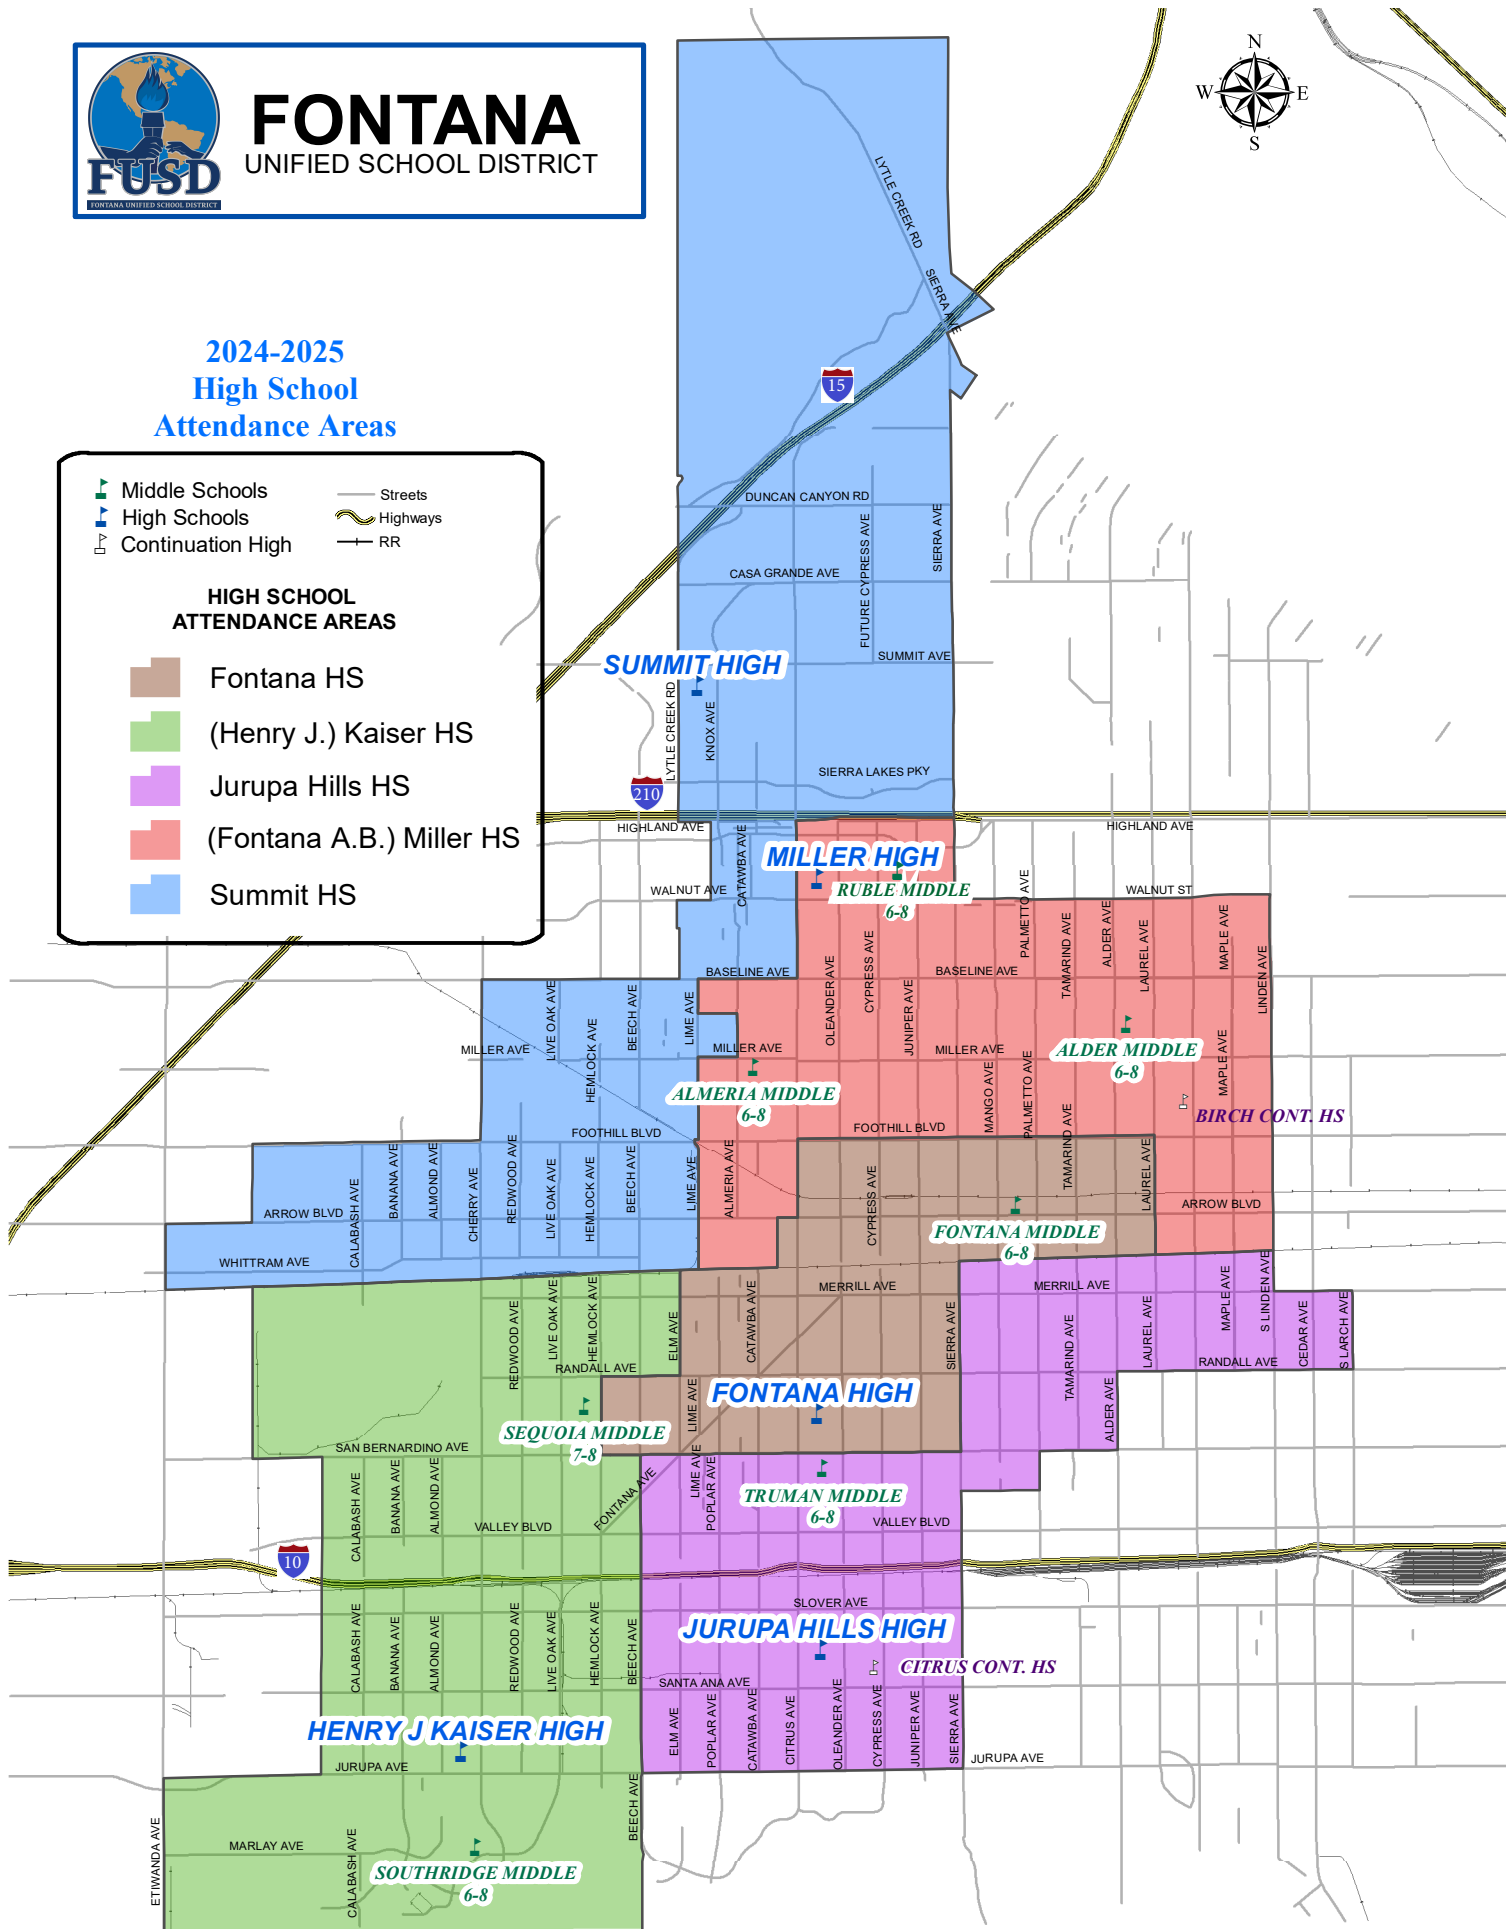 FUSD
FONTANA UNIFIED SCHOOL DISTRICT
FONTANA
UNIFIED SCHOOL DISTRICT
N
W
E
S
2024-2025
High School
Attendance Areas
Middle Schools
High Schools
Continuation High
Streets
Highways
RR
HIGH SCHOOL
ATTENDANCE AREAS
Fontana HS
(Henry J.) Kaiser HS
Jurupa Hills HS
(Fontana A.B.) Miller HS
Summit HS
LYTLE CREEK RD
SIERRA AVE
15
DUNCAN CANYON RD
FUTURE CYPRESS AVE
SIERRA AVE
CASA GRANDE AVE
SUMMIT AVE
SUMMIT HIGH
LYTLE CREEK RD
KNOX AVE
SIERRA LAKES PKY
210
HIGHLAND AVE
HIGHLAND AVE
CATAWBA AVE
MILLER HIGH
RUBLE MIDDLE
6-8
WALNUT AVE
WALNUT ST
PALMETTO AVE
TAMARIND AVE
ALDER AVE
LAUREL AVE
MAPLE AVE
LINDEN AVE
BASELINE AVE
BASELINE AVE
OLEANDER AVE
CYPRESS AVE
JUNIPER AVE
LIVE OAK AVE
HEMLOCK AVE
BEECH AVE
LIME AVE
MILLER AVE
MILLER AVE
MILLER AVE
ALDER MIDDLE
6-8
ALMERIA MIDDLE
6-8
MANGO AVE
PALMETTO AVE
TAMARIND AVE
MAPLE AVE
BIRCH CONT. HS
FOOTHILL BLVD
FOOTHILL BLVD
CALABASH AVE
BANANA AVE
ALMOND AVE
CHERRY AVE
REDWOOD AVE
LIVE OAK AVE
HEMLOCK AVE
BEECH AVE
LIME AVE
ALMERIA AVE
CYPRESS AVE
LAUREL AVE
ARROW BLVD
ARROW BLVD
FONTANA MIDDLE
6-8
WHITTRAM AVE
MERRILL AVE
MERRILL AVE
REDWOOD AVE
LIVE OAK AVE
HEMLOCK AVE
ELM AVE
CATAWBA AVE
SIERRA AVE
TAMARIND AVE
LAUREL AVE
MAPLE AVE
S LINDEN AVE
CEDAR AVE
S LARCH AVE
RANDALL AVE
RANDALL AVE
FONTANA HIGH
LIME AVE
ALDER AVE
SEQUOIA MIDDLE
7-8
SAN BERNARDINO AVE
CALABASH AVE
BANANA AVE
ALMOND AVE
FONTANA AVE
LIME AVE
POPLAR AVE
TRUMAN MIDDLE
6-8
VALLEY BLVD
VALLEY BLVD
10
SLOVER AVE
JURUPA HILLS HIGH
CITRUS CONT. HS
CALABASH AVE
BANANA AVE
ALMOND AVE
REDWOOD AVE
LIVE OAK AVE
HEMLOCK AVE
BEECH AVE
SANTA ANA AVE
ELM AVE
POPLAR AVE
CATAWBA AVE
CITRUS AVE
OLEANDER AVE
CYPRESS AVE
JUNIPER AVE
SIERRA AVE
HENRY J KAISER HIGH
JURUPA AVE
JURUPA AVE
BEECH AVE
ETIWANDA AVE
MARLAY AVE
CALABASH AVE
SOUTHRIDGE MIDDLE
6-8